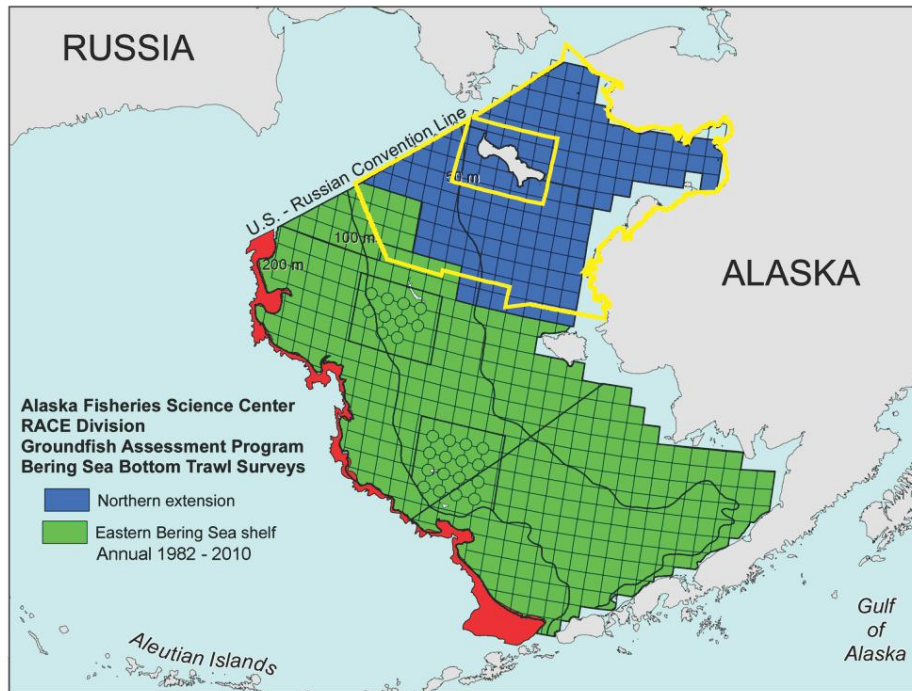 RUSSIA
U.S. - Russian Convention Line
50 m
100 m
200 m
ALASKA
Alaska Fisheries Science Center
RACE Division
Groundfish Assessment Program
Bering Sea Bottom Trawl Surveys
Northern extension
Eastern Bering Sea shelf
Annual 1982 - 2010
Aleutian Islands
Gulf
of
Alaska